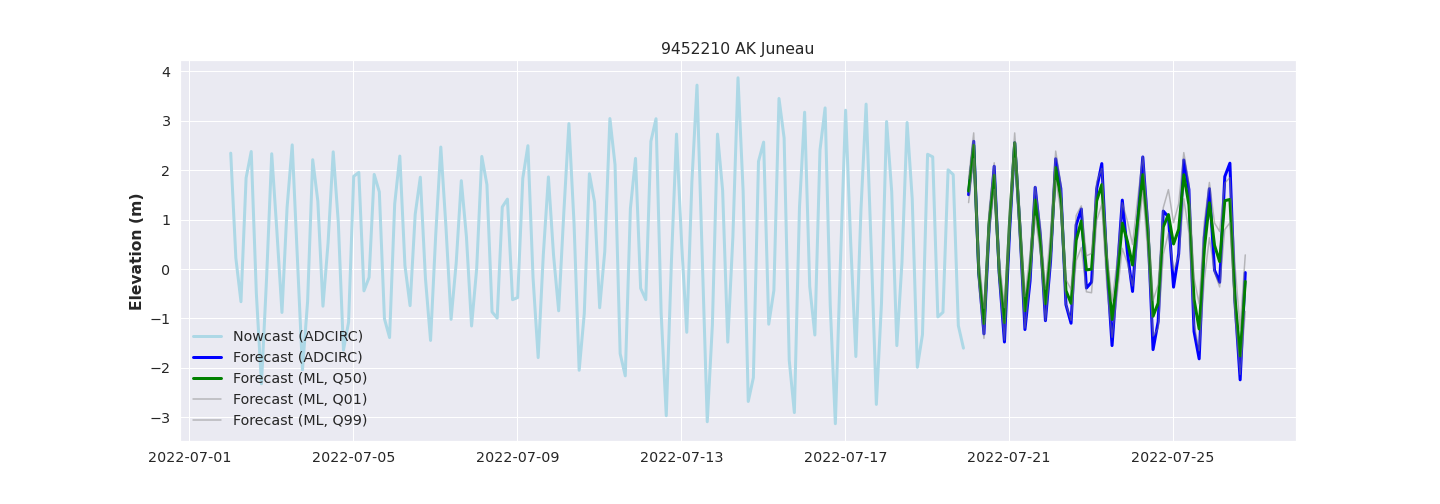 9452210 AK Juneau
Elevation (m)
4
3
2
1
0
−1
−2
−3
Nowcast (ADCIRC)
Forecast (ADCIRC)
Forecast (ML, Q50)
Forecast (ML, Q01)
Forecast (ML, Q99)
2022-07-01
2022-07-05
2022-07-09
2022-07-13
2022-07-17
2022-07-21
2022-07-25